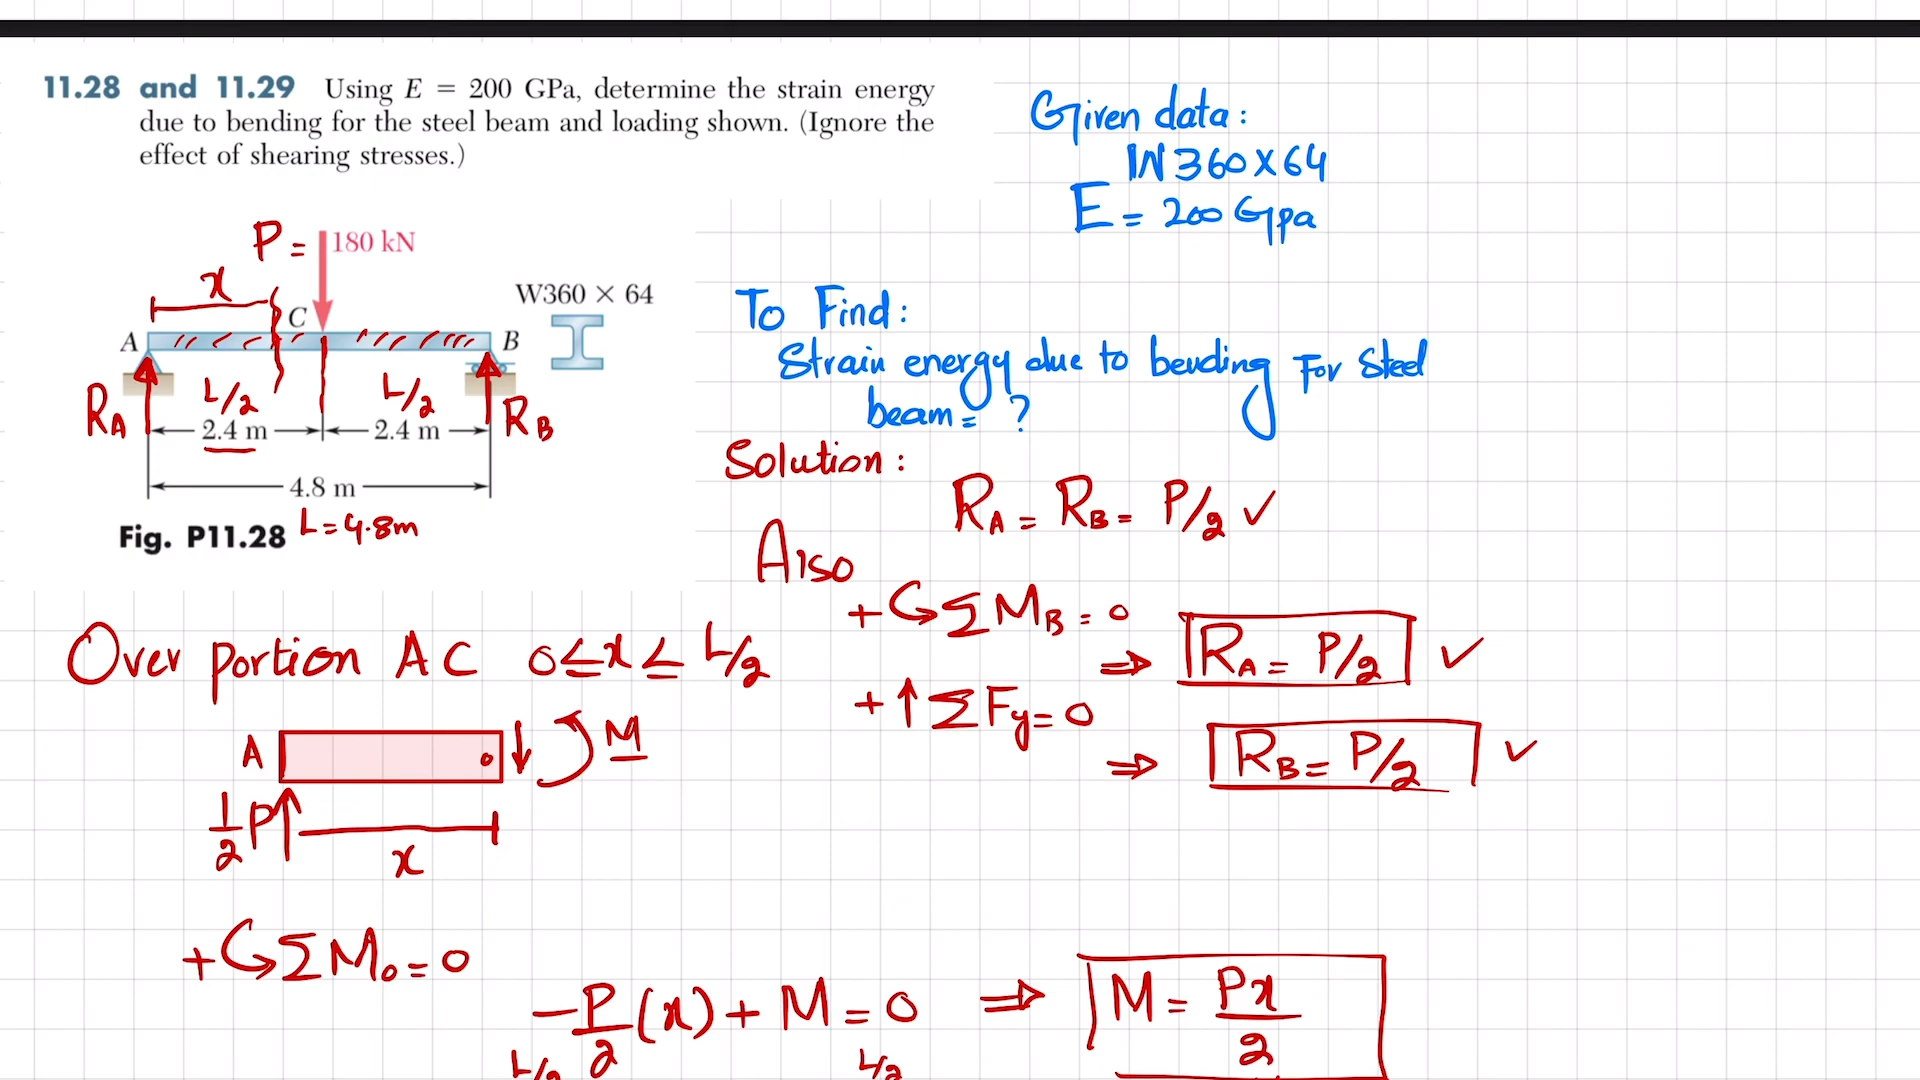 11.28 and 11.29 Using E = 200 GPa, determine the strain energy
due to bending for the steel beam and loading shown. (Ignore the
effect of shearing stresses.)
Given data:
W360×64
E = 200 Gpa
P = 180 kN
x
C
W360 × 64
A
B
L/2
L/2
RA
2.4 m
2.4 m
RB
4.8 m
Fig. P11.28 L=4.8m
To Find:
Strain energy due to bending For Steel
beam = ?
Solution:
RA = RB = P/2 ✓
Also
+↺ΣMB = 0
⇒ RA = P/2 ✓
+↑ΣFy = 0
⇒ RB = P/2 ✓
Over portion AC 0≤x≤L/2
A
o
M
1/2 P
x
+↺ΣMo = 0
-P/2 (x) + M = 0 ⇒ M = Px/2
L/2
L/2